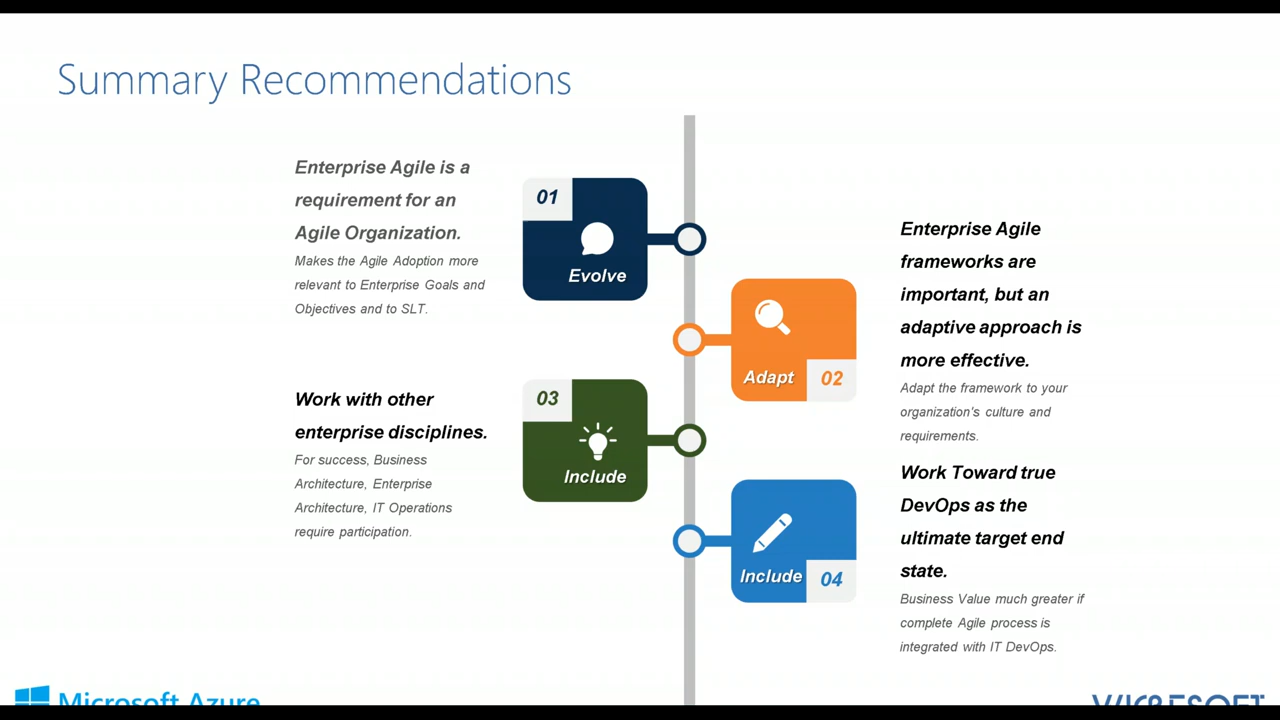 Summary Recommendations
Enterprise Agile is a
requirement for an
Agile Organization.
Makes the Agile Adoption more
relevant to Enterprise Goals and
Objectives and to SLT.
01
Evolve
Enterprise Agile
frameworks are
important, but an
adaptive approach is
more effective.
Adapt the framework to your
organization's culture and
requirements.
Adapt
02
Work with other
enterprise disciplines.
For success, Business
Architecture, Enterprise
Architecture, IT Operations
require participation.
03
Include
Work Toward true
DevOps as the
ultimate target end
state.
Business Value much greater if
complete Agile process is
integrated with IT DevOps.
Include
04
Microsoft Azure
WICRESOFT